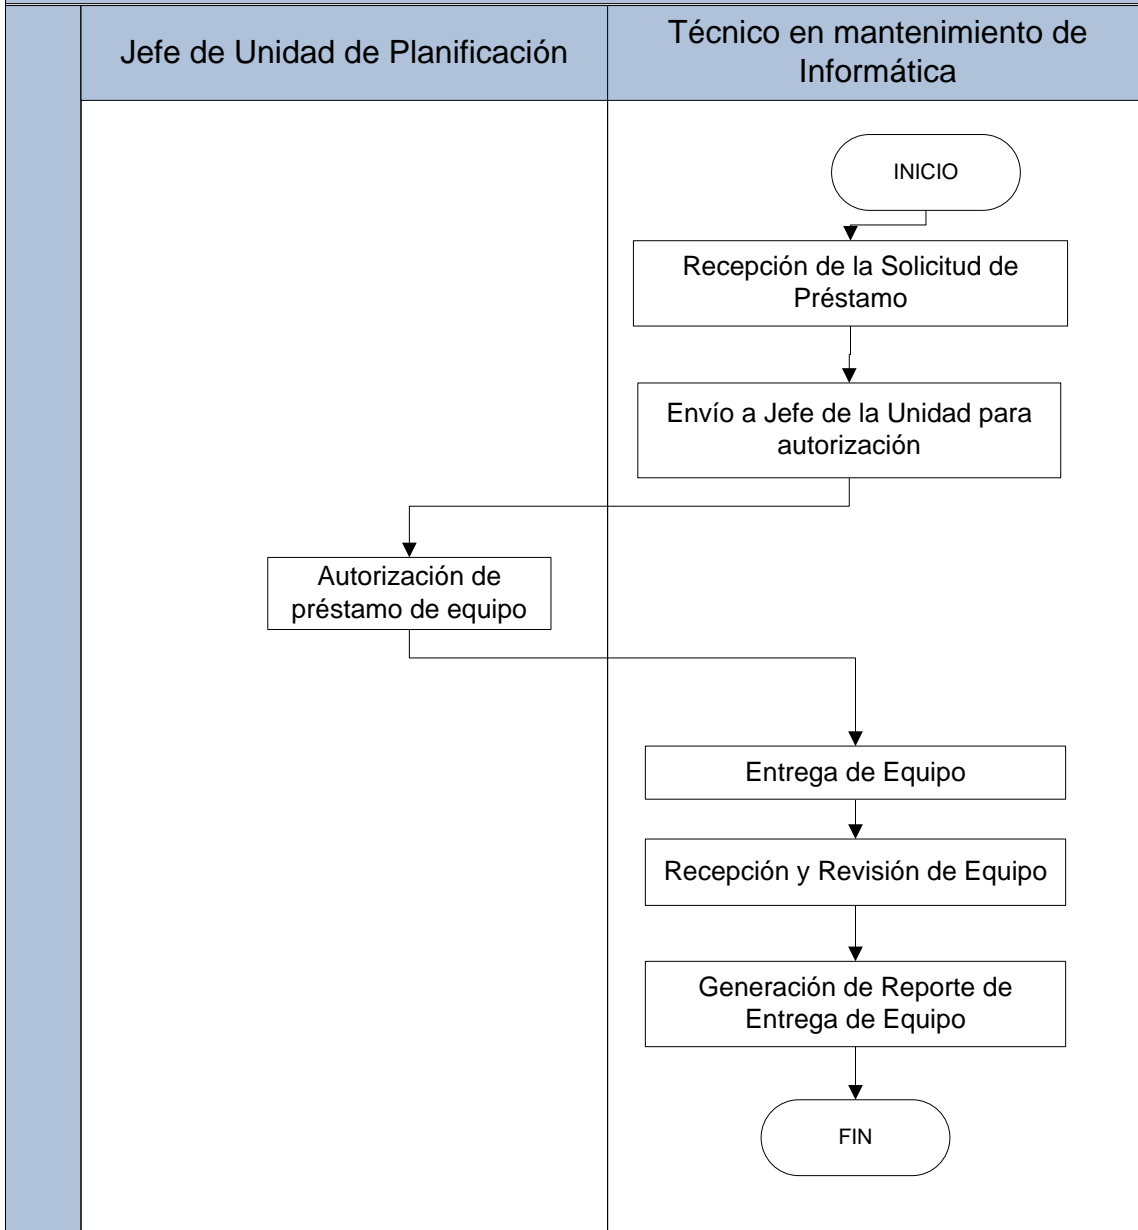 Jefe de Unidad de Planificación
Técnico en mantenimiento de
Informática
INICIO
Recepción de la Solicitud de
Préstamo
Envío a Jefe de la Unidad para
autorización
Autorización de
préstamo de equipo
Entrega de Equipo
Recepción y Revisión de Equipo
Generación de Reporte de
Entrega de Equipo
FIN